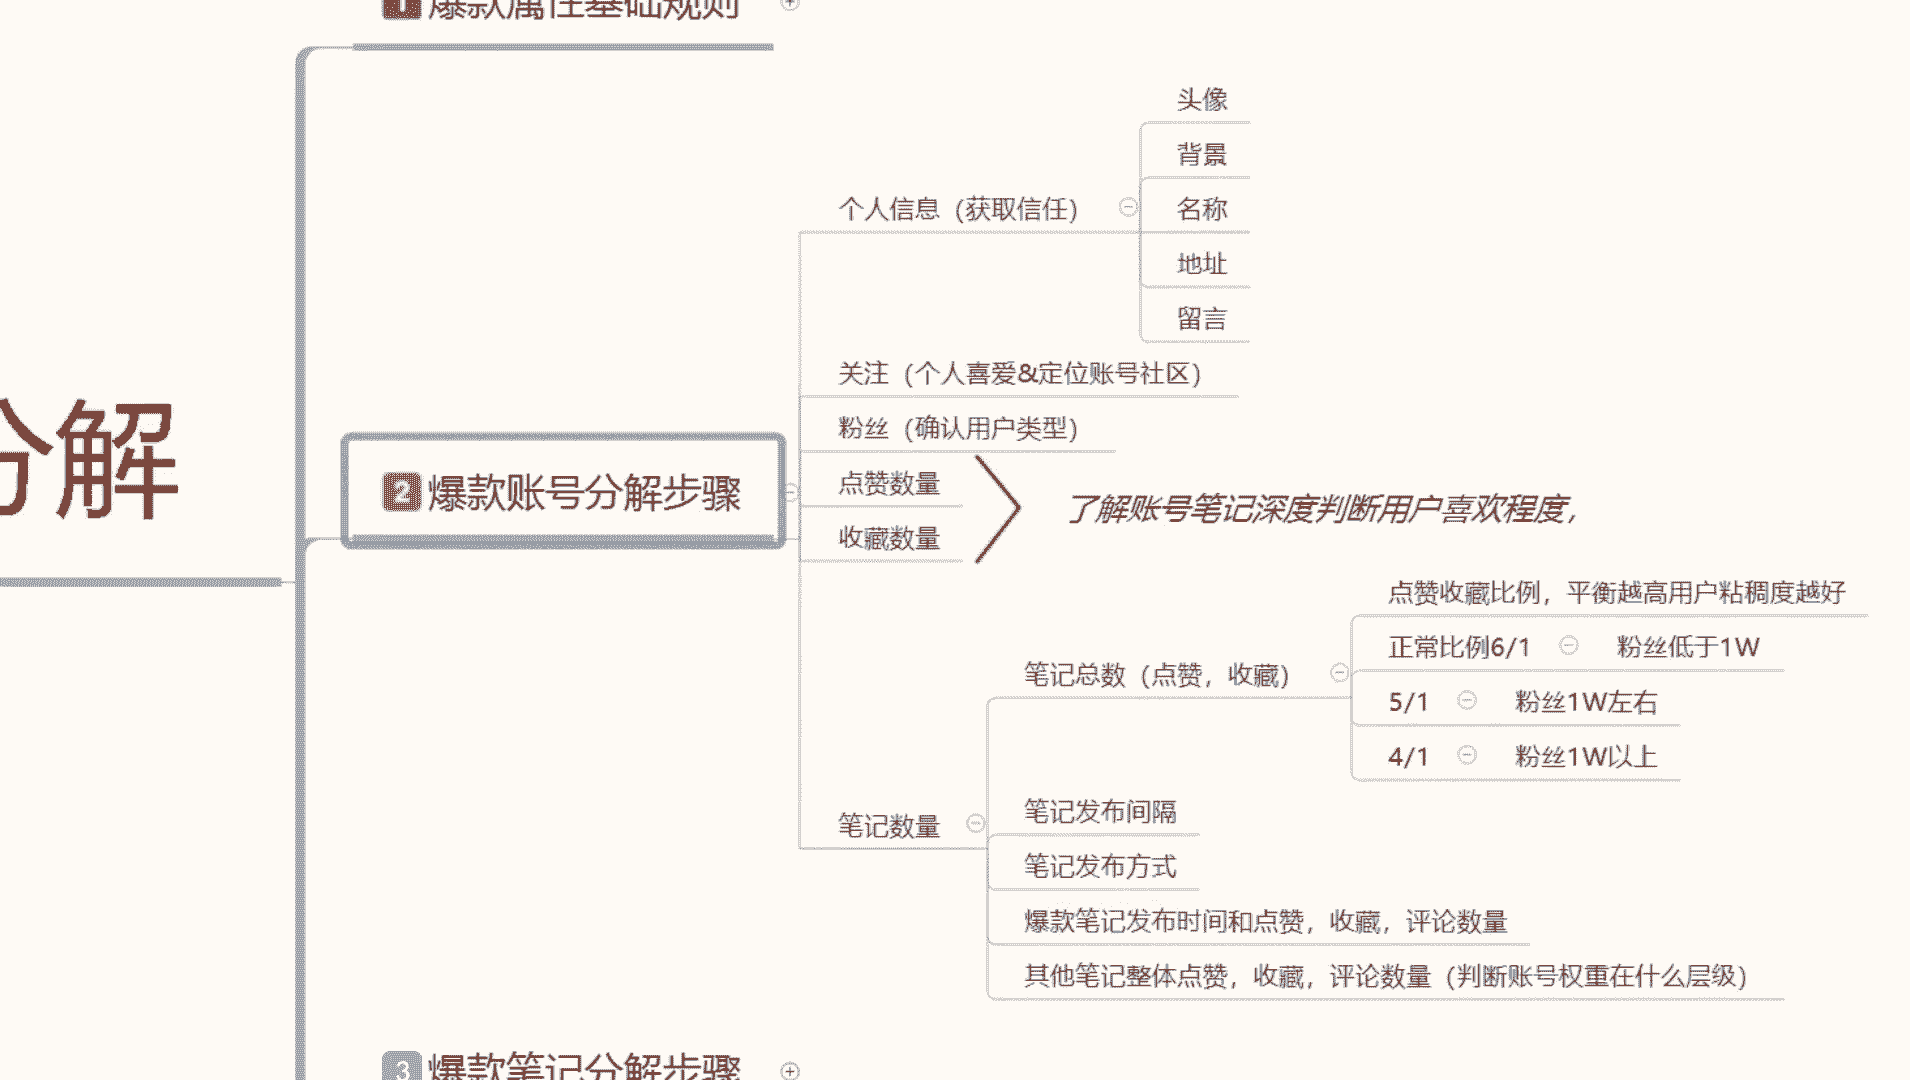 1 爆款属性基础规则
分解
2 爆款账号分解步骤
个人信息（获取信任）
头像
背景
名称
地址
留言
关注（个人喜爱&定位账号社区）
粉丝（确认用户类型）
点赞数量
收藏数量
了解账号笔记深度判断用户喜欢程度，
笔记数量
笔记总数（点赞，收藏）
点赞收藏比例，平衡越高用户粘稠度越好
正常比例6/1 粉丝低于1W
5/1 粉丝1W左右
4/1 粉丝1W以上
笔记发布间隔
笔记发布方式
爆款笔记发布时间和点赞，收藏，评论数量
其他笔记整体点赞，收藏，评论数量（判断账号权重在什么层级）
3 爆款笔记分解步骤